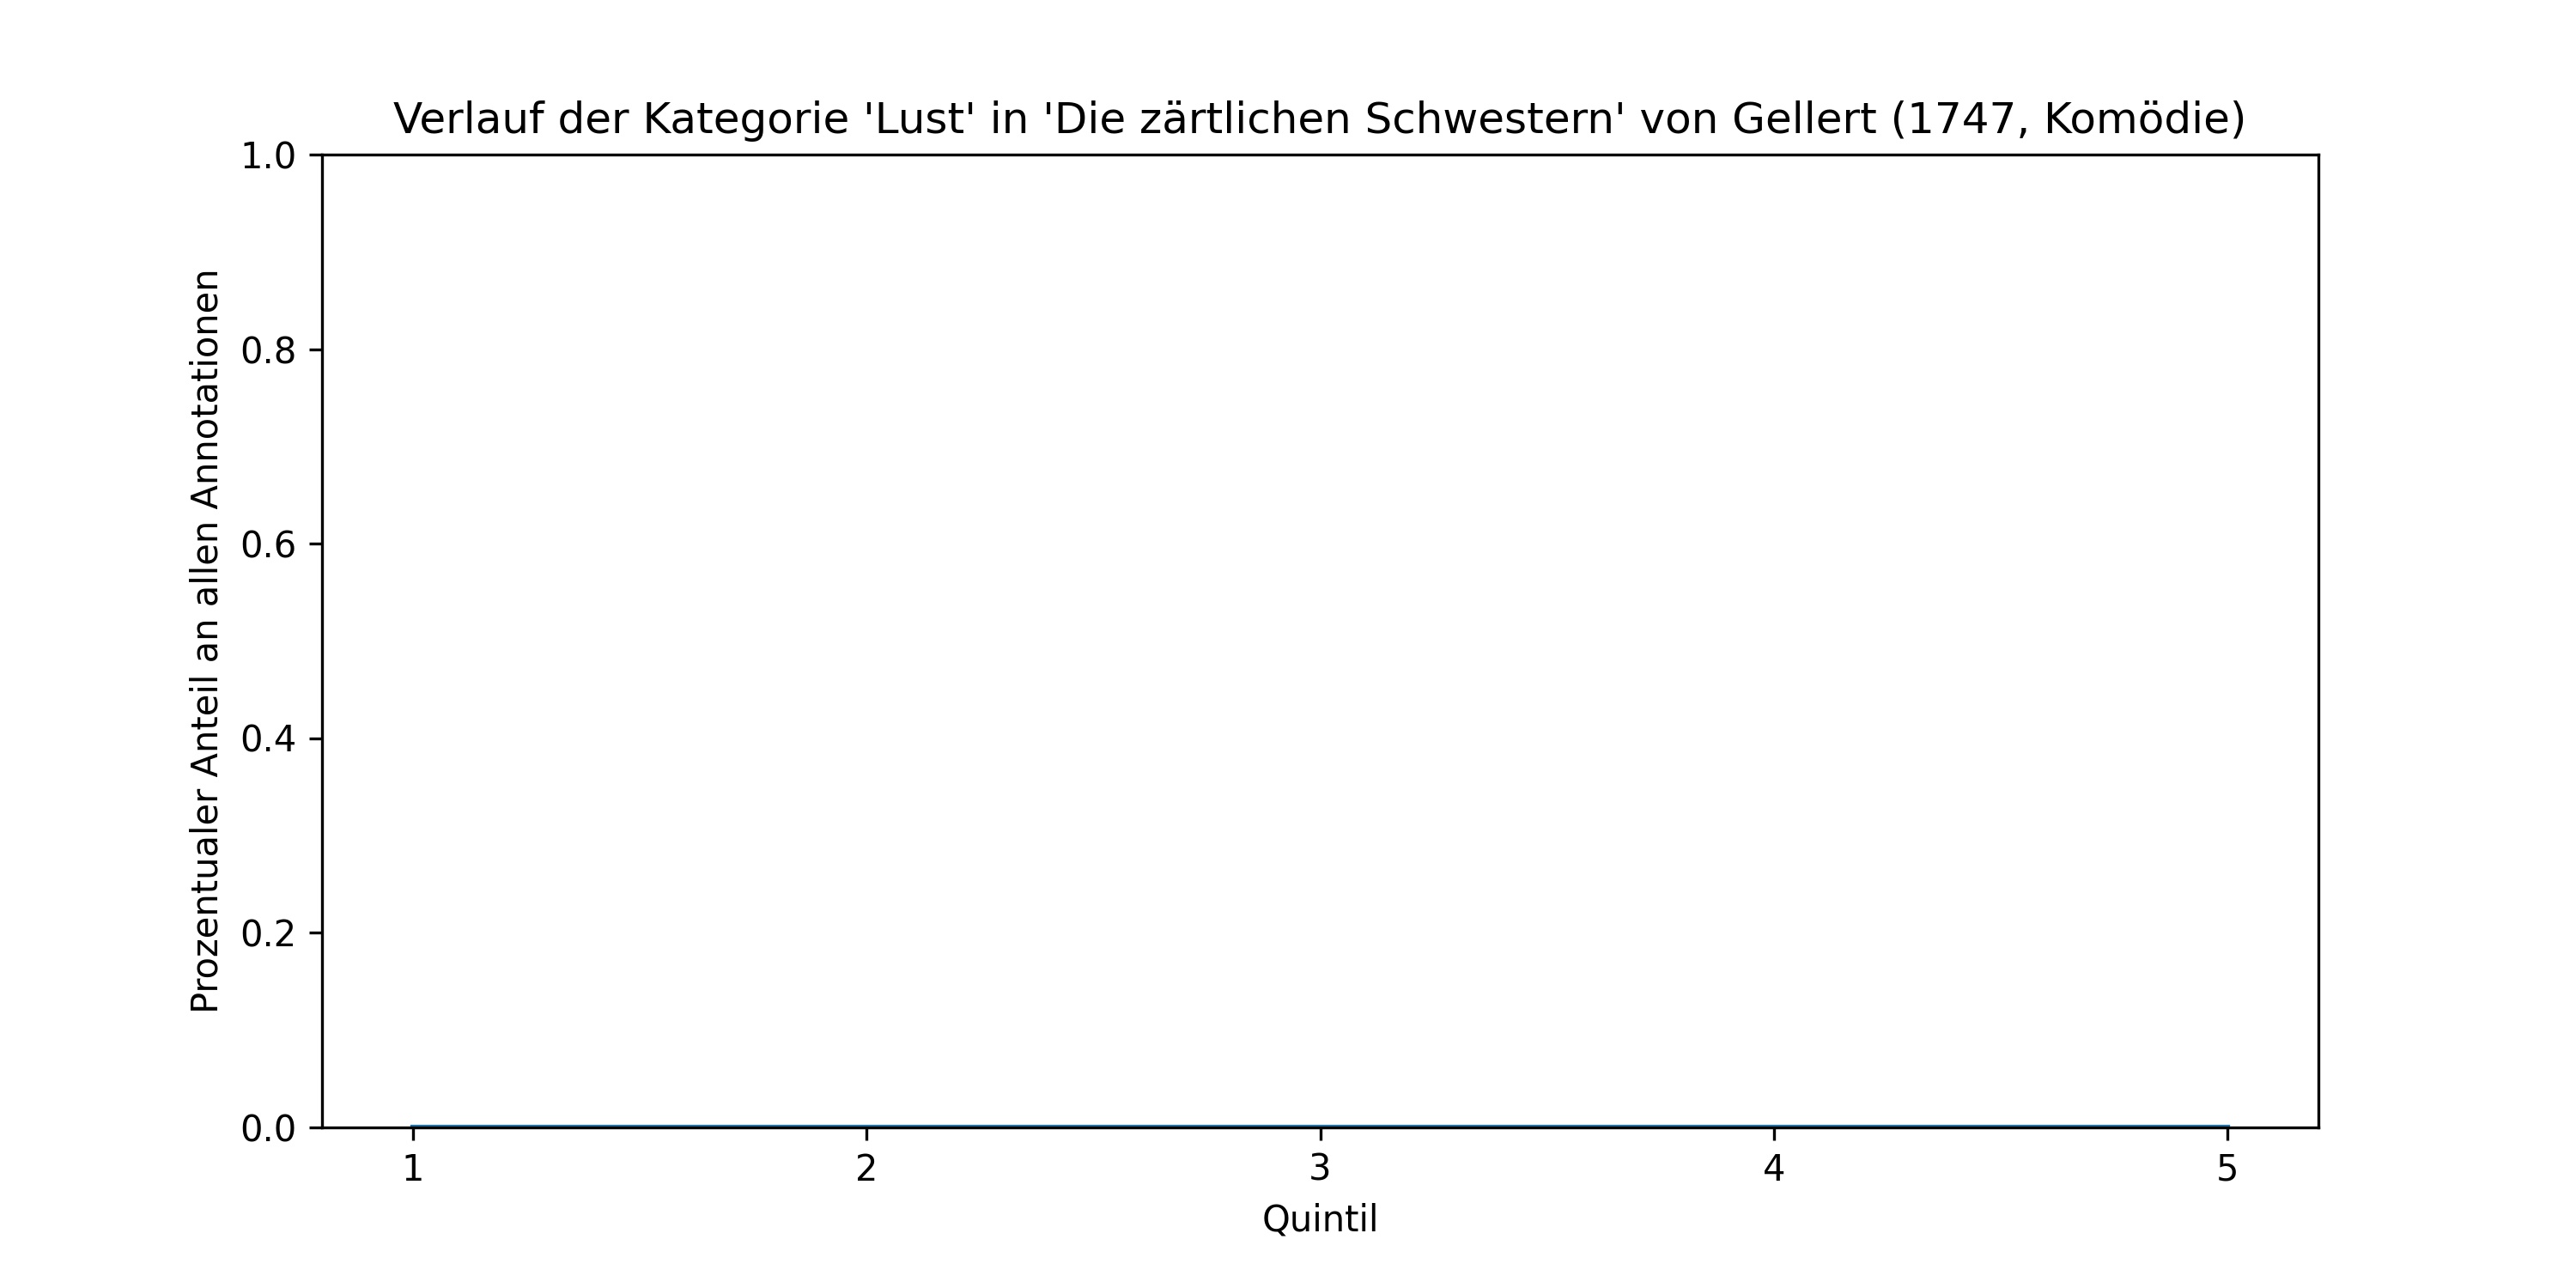 Verlauf der Kategorie 'Lust' in 'Die zärtlichen Schwestern' von Gellert (1747, Komödie)
Prozentualer Anteil an allen Annotationen
1.0
0.8
0.6
0.4
0.2
0.0
1 2 3 4 5
Quintil